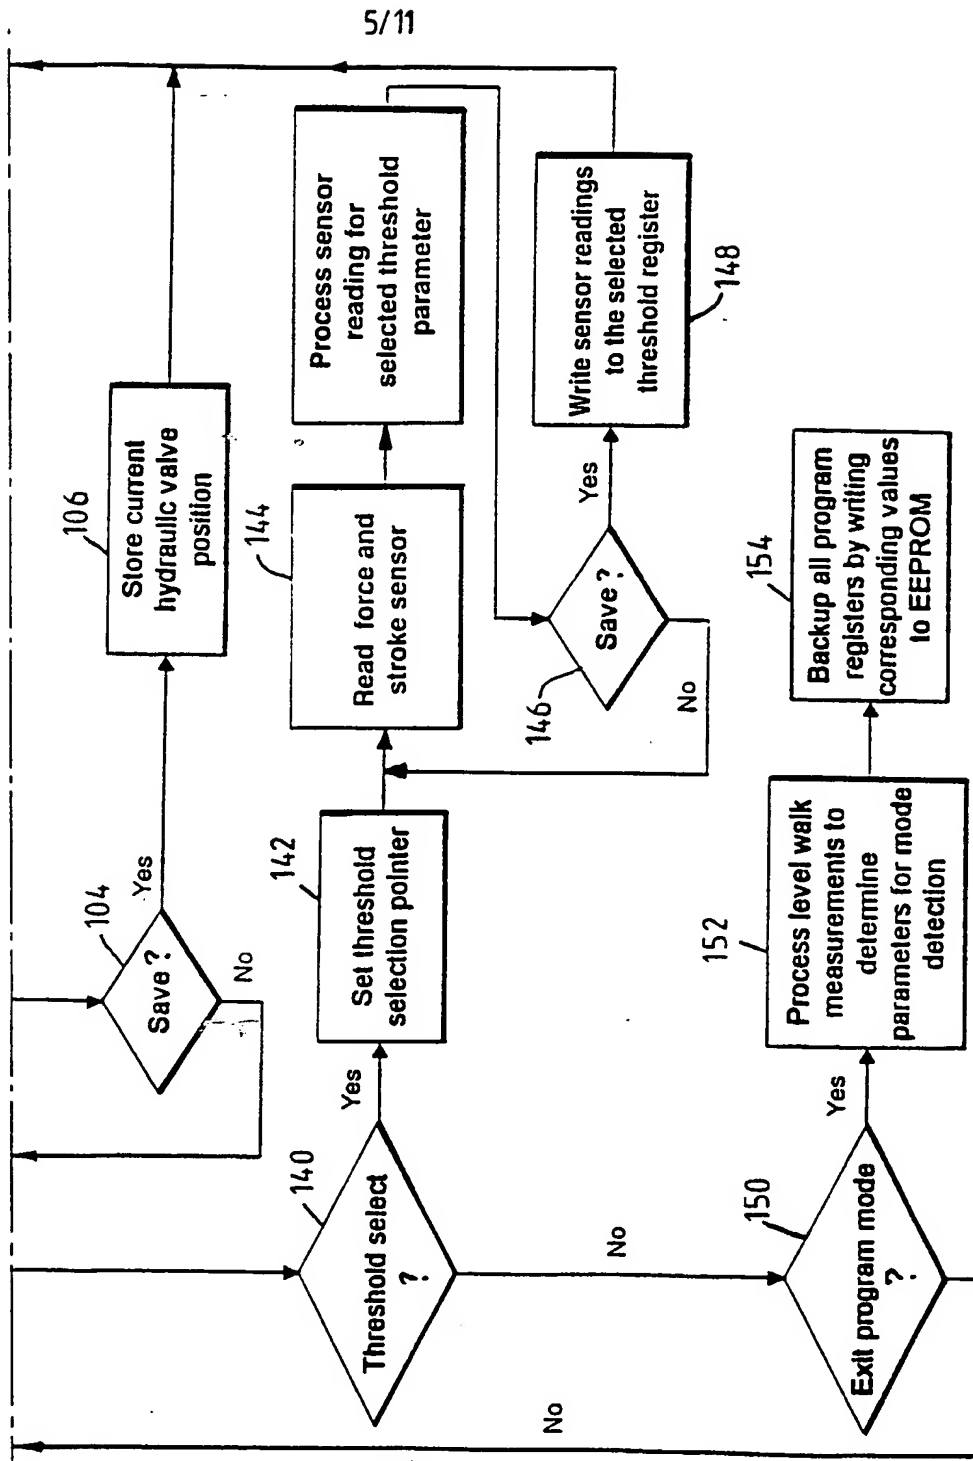 5/11
104
Save ?
Yes
No
106
Store current
hydraulic valve
position
140
Threshold select
?
Yes
No
142
Set threshold
selection pointer
144
Read force and
stroke sensor
Process sensor
reading for
selected threshold
parameter
146
Save ?
Yes
No
148
Write sensor readings
to the selected
threshold register
150
Exit program mode
?
Yes
No
152
Process level walk
measurements to
determine
parameters for mode
detection
154
Backup all program
registers by writing
corresponding values
to EEPROM